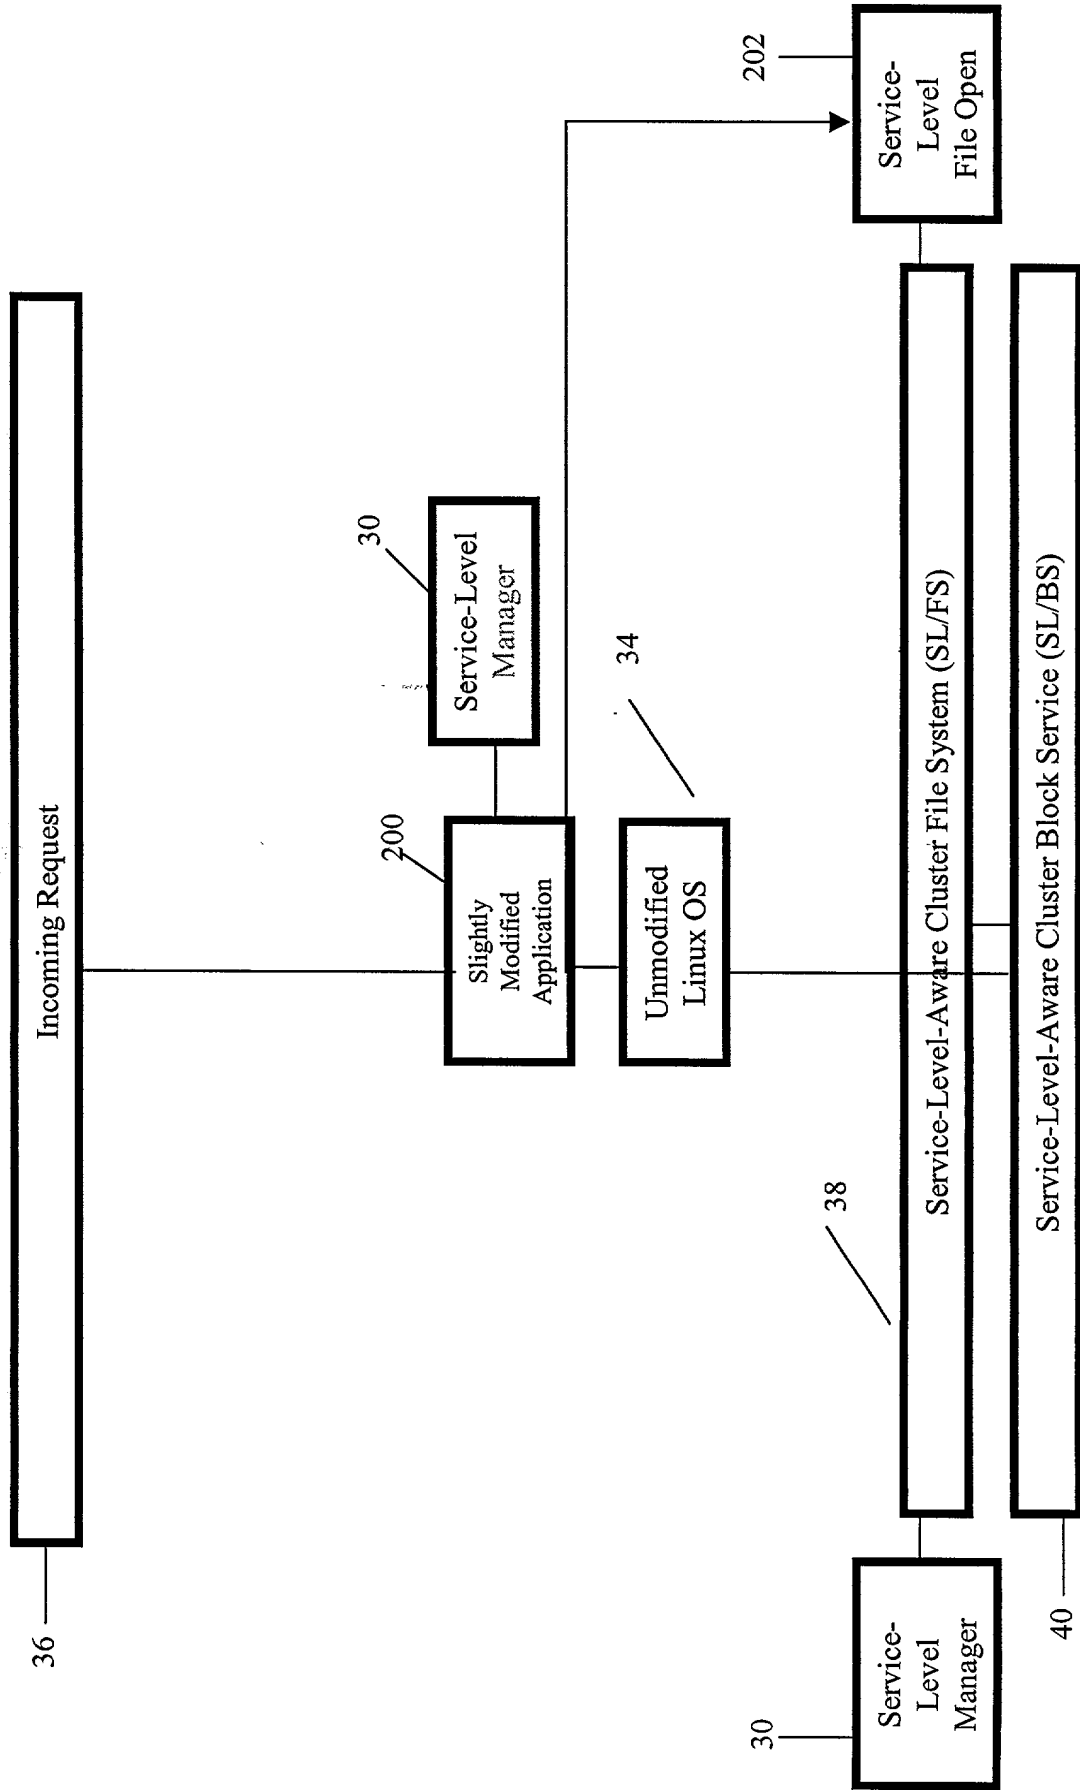 36
Incoming Request
200
Slightly
Modified
Application
30
Service-Level
Manager
34
Unmodified
Linux OS
30
Service-
Level
Manager
38
Service-Level-Aware Cluster File System (SL/FS)
202
Service-
Level
File Open
40
Service-Level-Aware Cluster Block Service (SL/BS)